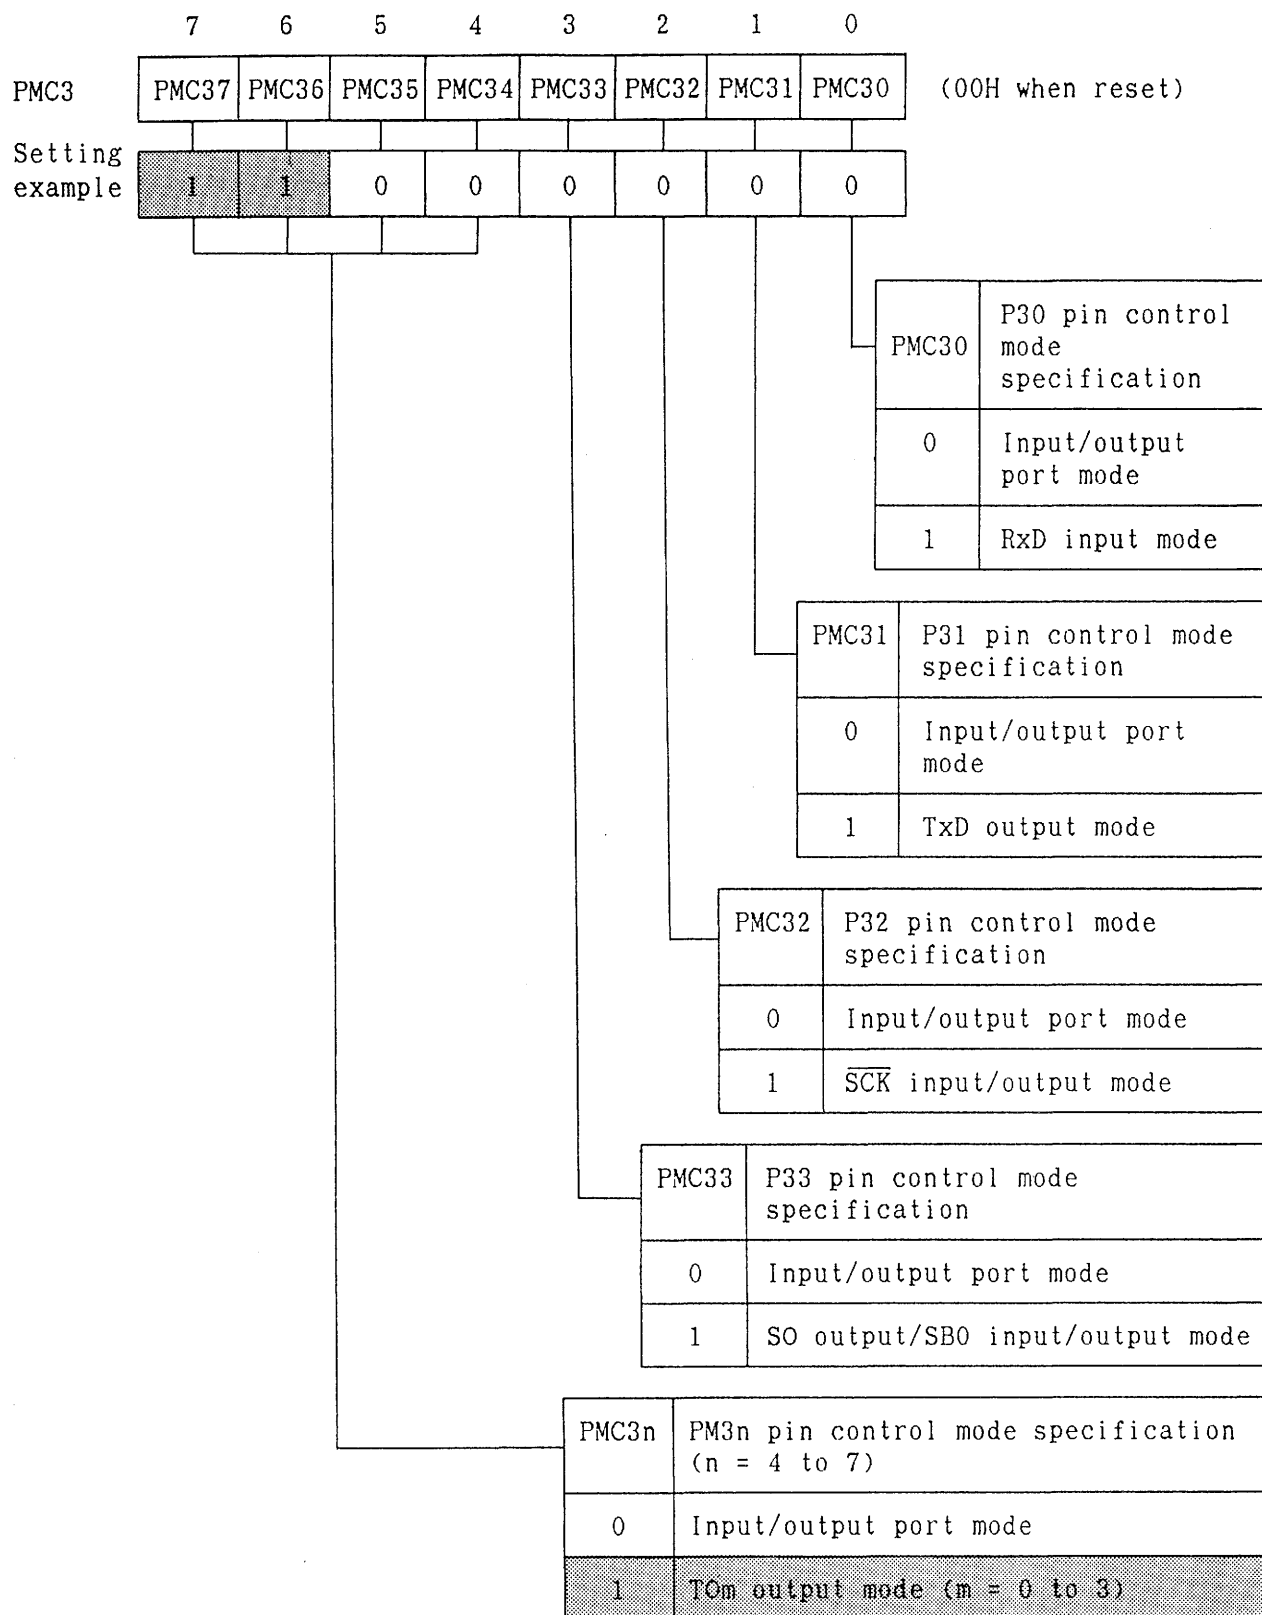 7 6 5 4 3 2 1 0
PMC3 PMC37 PMC36 PMC35 PMC34 PMC33 PMC32 PMC31 PMC30 (00H when reset)
Setting
example 1 1 0 0 0 0 0 0
PMC30 P30 pin control
mode
specification
0 Input/output
port mode
1 RxD input mode
PMC31 P31 pin control mode
specification
0 Input/output port
mode
1 TxD output mode
PMC32 P32 pin control mode
specification
0 Input/output port mode
1 S̅C̅K̅ input/output mode
PMC33 P33 pin control mode
specification
0 Input/output port mode
1 SO output/SB0 input/output mode
PMC3n PM3n pin control mode specification
(n = 4 to 7)
0 Input/output port mode
1 TOm output mode (m = 0 to 3)